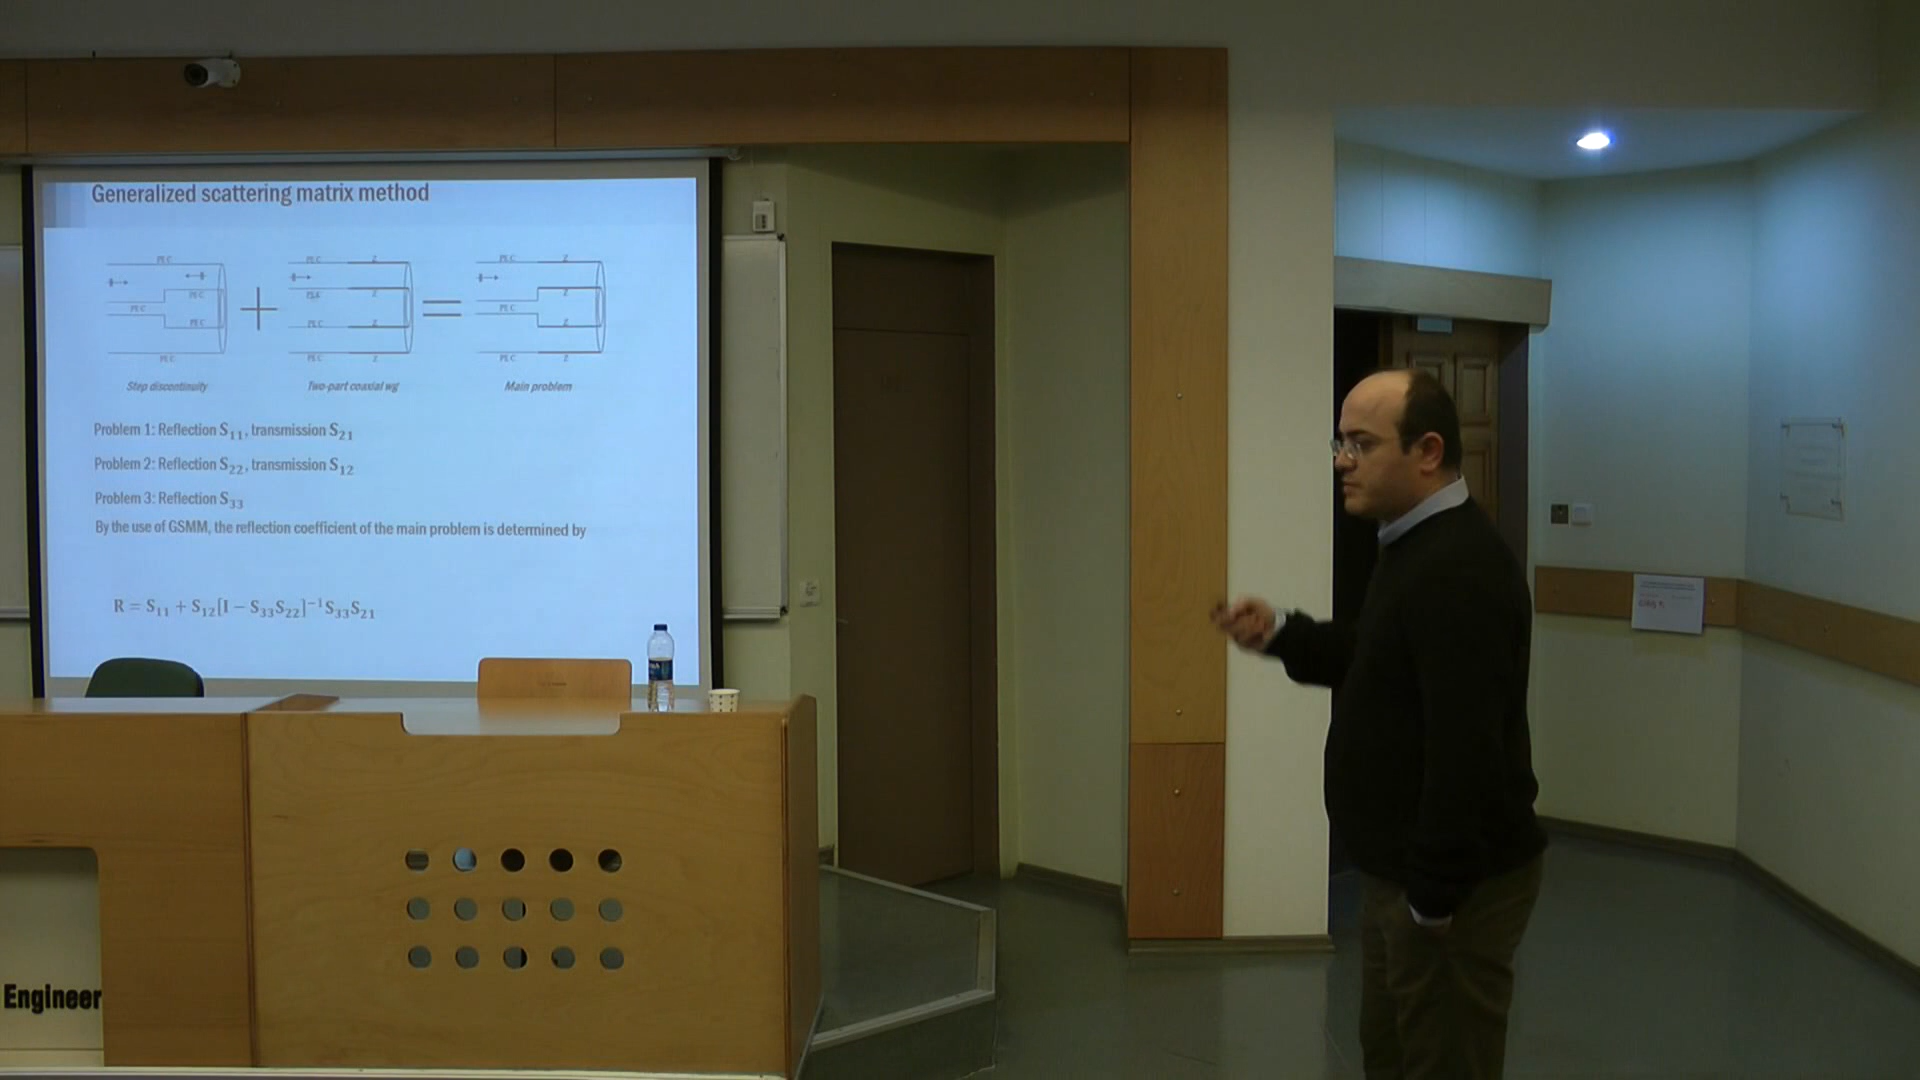 Generalized scattering matrix method
PEC
PEC
PEC
PEC
PEC
PEC
Z
PEC
Z
PEC
Z
PEC
Z
PEC
Z
PEC
Z
Z
PEC
Z
Step discontinuity
Two-part coaxial wg
Main problem
Problem 1: Reflection S₁₁, transmission S₂₁
Problem 2: Reflection S₂₂, transmission S₁₂
Problem 3: Reflection S₃₃
By the use of GSMM, the reflection coefficient of the main problem is determined by
R = S₁₁ + S₁₂[I − S₃₃S₂₂]⁻¹S₃₃S₂₁
Engineer